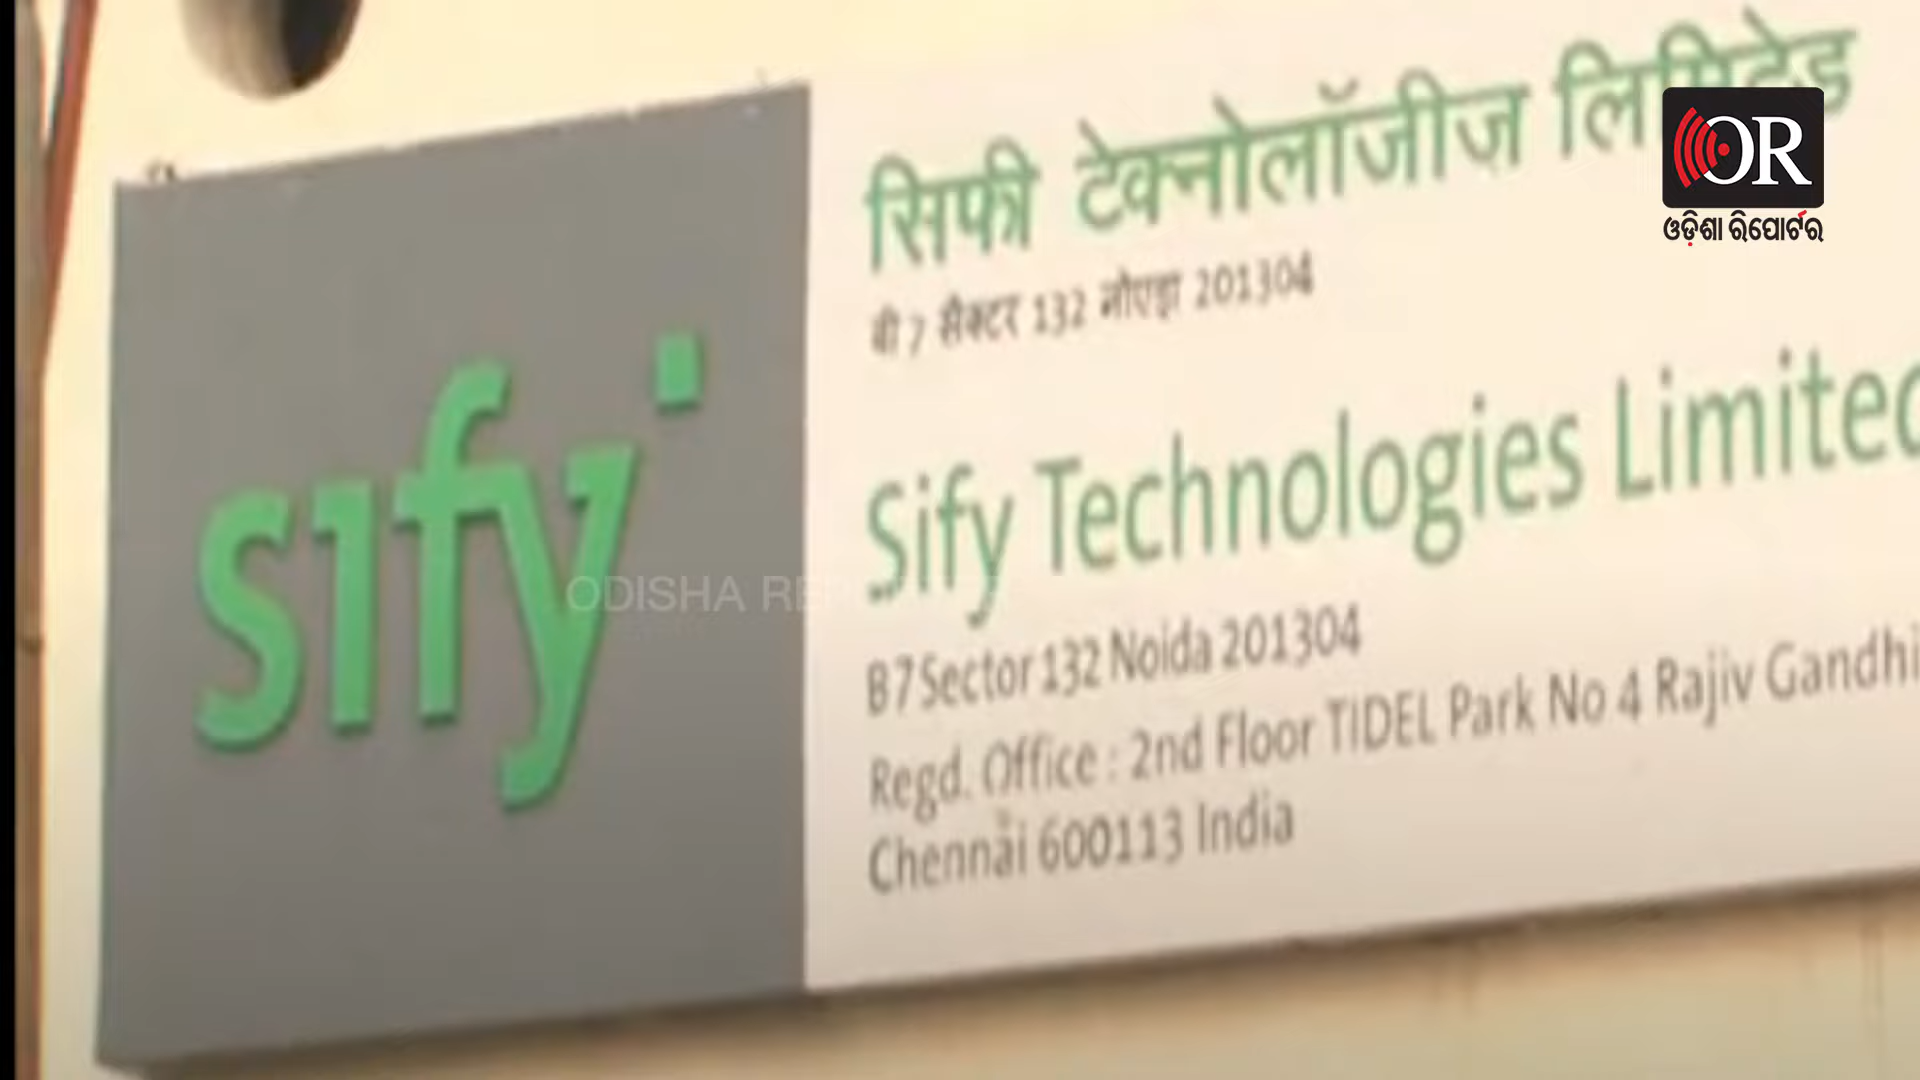 सिफी टेक्नोलॉजीज़ लिमिटेड
OR
ଓଡ଼ିଶା ରିପୋର୍ଟର
बी 7 सैक्टर 132 नोएडा 201304
sify
Sify Technologies Limited
ODISHA
B7 Sector 132 Noida 201304
Regd. Office : 2nd Floor TIDEL Park No 4 Rajiv Gandhi
Chennai 600113 India